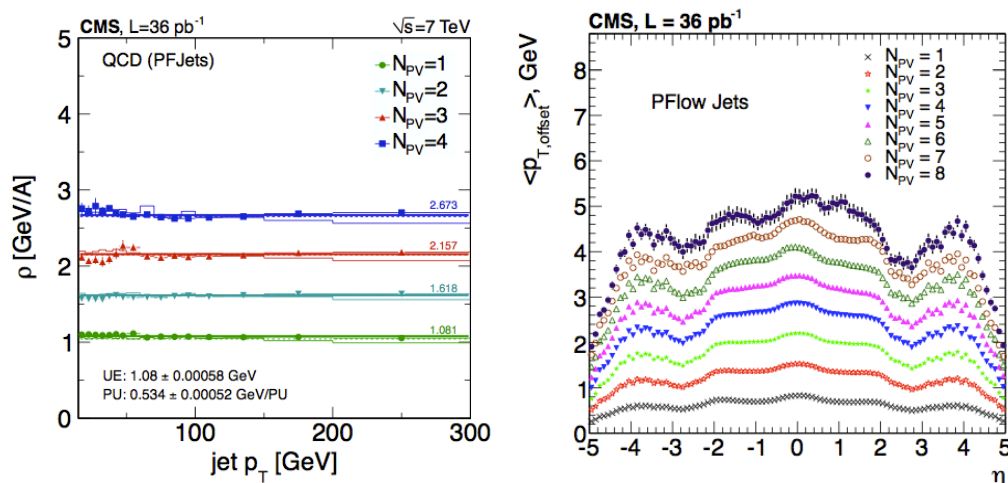 CMS, L=36 pb⁻¹ √s=7 TeV
QCD (PFJets)
N_PV=1
N_PV=2
N_PV=3
N_PV=4
2.673
2.157
1.618
1.081
UE: 1.08 ± 0.00058 GeV
PU: 0.534 ± 0.00052 GeV/PU
ρ [GeV/A]
5
4
3
2
1
0
100 200 300
jet p_T [GeV]
CMS, L = 36 pb⁻¹
<p_T,offset>, GeV
PFlow Jets
N_PV = 1
N_PV = 2
N_PV = 3
N_PV = 4
N_PV = 5
N_PV = 6
N_PV = 7
N_PV = 8
8
7
6
5
4
3
2
1
0
-5 -4 -3 -2 -1 0 1 2 3 4 5
η